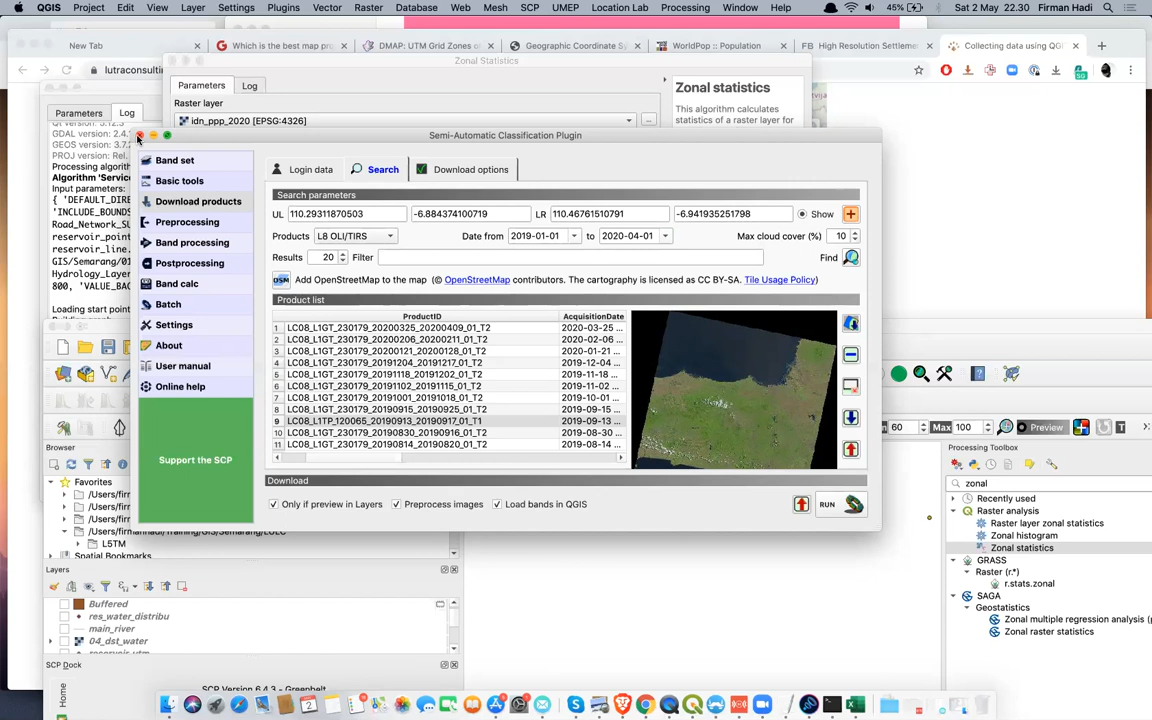 QGIS Project Edit View Layer Settings Plugins Vector Raster Database Web Mesh SCP UMEP Location Lab Processing Window Help 45% Sat 2 May 22.30 Firman Hadi
New Tab Which is the best map pro DMAP: UTM Grid Zones of Geographic Coordinate Sy WorldPop :: Population FB High Resolution Settleme Collecting data using QGI
lutraconsulti
Zonal Statistics
Parameters Log
Zonal statistics
Raster layer
This algorithm calculates
Parameters Log
idn_ppp_2020 [EPSG:4326]
statistics of a raster layer for
GDAL version: 2.4.
GEOS version: 3.7.2
PROJ version: Rel.
Processing algorith
Algorithm 'Service
Input parameters:
{ 'DEFAULT_DIRE
'INCLUDE_BOUNDS
Road_Network_SU
reservoir_point
reservoir_line.
GIS/Semarang/01
Hydrology_Layer
800, 'VALUE_BAC
Loading start point
Semi-Automatic Classification Plugin
Band set
Basic tools
Download products
Preprocessing
Band processing
Postprocessing
Band calc
Batch
Settings
About
User manual
Online help
Support the SCP
Login data Search Download options
Search parameters
UL 110.29311870503 -6.884374100719 LR 110.46761510791 -6.941935251798 Show
Products L8 OLI/TIRS Date from 2019-01-01 to 2020-04-01 Max cloud cover (%) 10
Results 20 Filter Find
OSM Add OpenStreetMap to the map (© OpenStreetMap contributors. The cartography is licensed as CC BY-SA. Tile Usage Policy)
Product list
ProductID AcquisitionDate
1 LC08_L1GT_230179_20200325_20200409_01_T2 2020-03-25 ...
2 LC08_L1GT_230179_20200206_20200211_01_T2 2020-02-06 ...
3 LC08_L1GT_230179_20200121_20200128_01_T2 2020-01-21 ...
4 LC08_L1GT_230179_20191204_20191217_01_T2 2019-12-04 ...
5 LC08_L1GT_230179_20191118_20191202_01_T2 2019-11-18 ...
6 LC08_L1GT_230179_20191102_20191115_01_T2 2019-11-02 ...
7 LC08_L1GT_230179_20191001_20191018_01_T2 2019-10-01 ...
8 LC08_L1GT_230179_20190915_20190925_01_T2 2019-09-15 ...
9 LC08_L1TP_120065_20190913_20190917_01_T1 2019-09-13 ...
10 LC08_L1GT_230179_20190830_20190916_01_T2 2019-08-30 ...
11 LC08_L1GT_230179_20190814_20190820_01_T2 2019-08-14 ...
Download
Only if preview in Layers Preprocess images Load bands in QGIS RUN
60 Max 100 Preview
Browser
Favorites
/Users/firm
/Users/firm
/Users/firm
/Users/firmanhadi/Training/GIS/Semarang/LULC
L5TM
Spatial Bookmarks
Layers
Buffered
res_water_distribu
main_river
04_dst_water
SCP Dock
Home
SCP Version 6.4.3 - Greenbelt
Processing Toolbox
zonal
Recently used
Raster analysis
Raster layer zonal statistics
Zonal histogram
Zonal statistics
GRASS
Raster (r.*)
r.stats.zonal
SAGA
Geostatistics
Zonal multiple regression analysis (
Zonal raster statistics